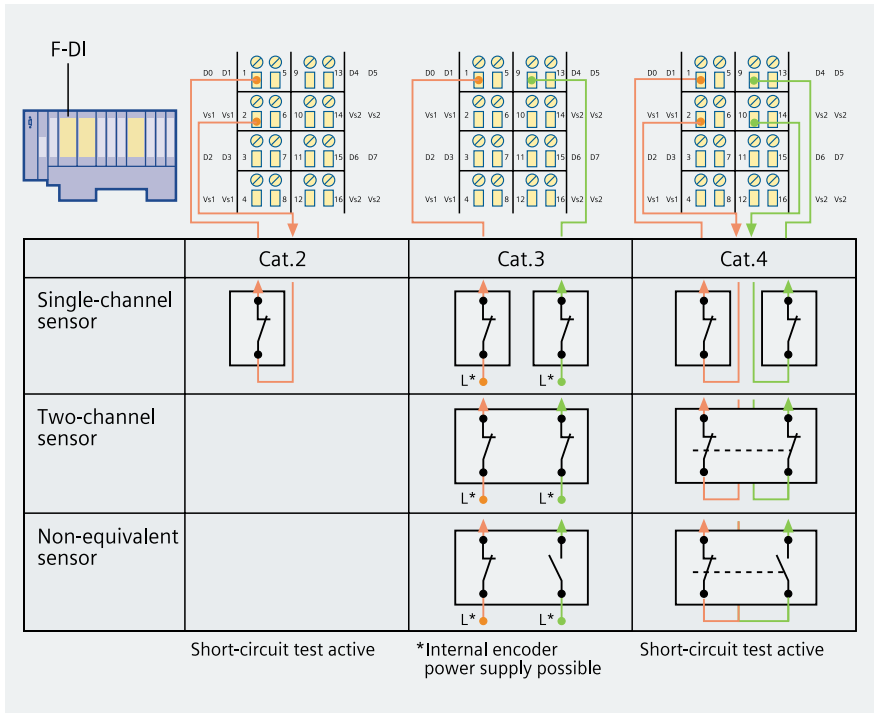 F-DI
D0 D1 1 5 9 13 D4 D5
Vs1 Vs1 2 6 10 14 Vs2 Vs2
D2 D3 3 7 11 15 D6 D7
Vs1 Vs1 4 8 12 16 Vs2 Vs2
D0 D1 1 5 9 13 D4 D5
Vs1 Vs1 2 6 10 14 Vs2 Vs2
D2 D3 3 7 11 15 D6 D7
Vs1 Vs1 4 8 12 16 Vs2 Vs2
D0 D1 1 5 9 13 D4 D5
Vs1 Vs1 2 6 10 14 Vs2 Vs2
D2 D3 3 7 11 15 D6 D7
Vs1 Vs1 4 8 12 16 Vs2 Vs2
Cat.2 Cat.3 Cat.4
Single-channel
sensor
L* L*
Two-channel
sensor
L* L*
Non-equivalent
sensor
L* L*
Short-circuit test active
*Internal encoder
power supply possible
Short-circuit test active